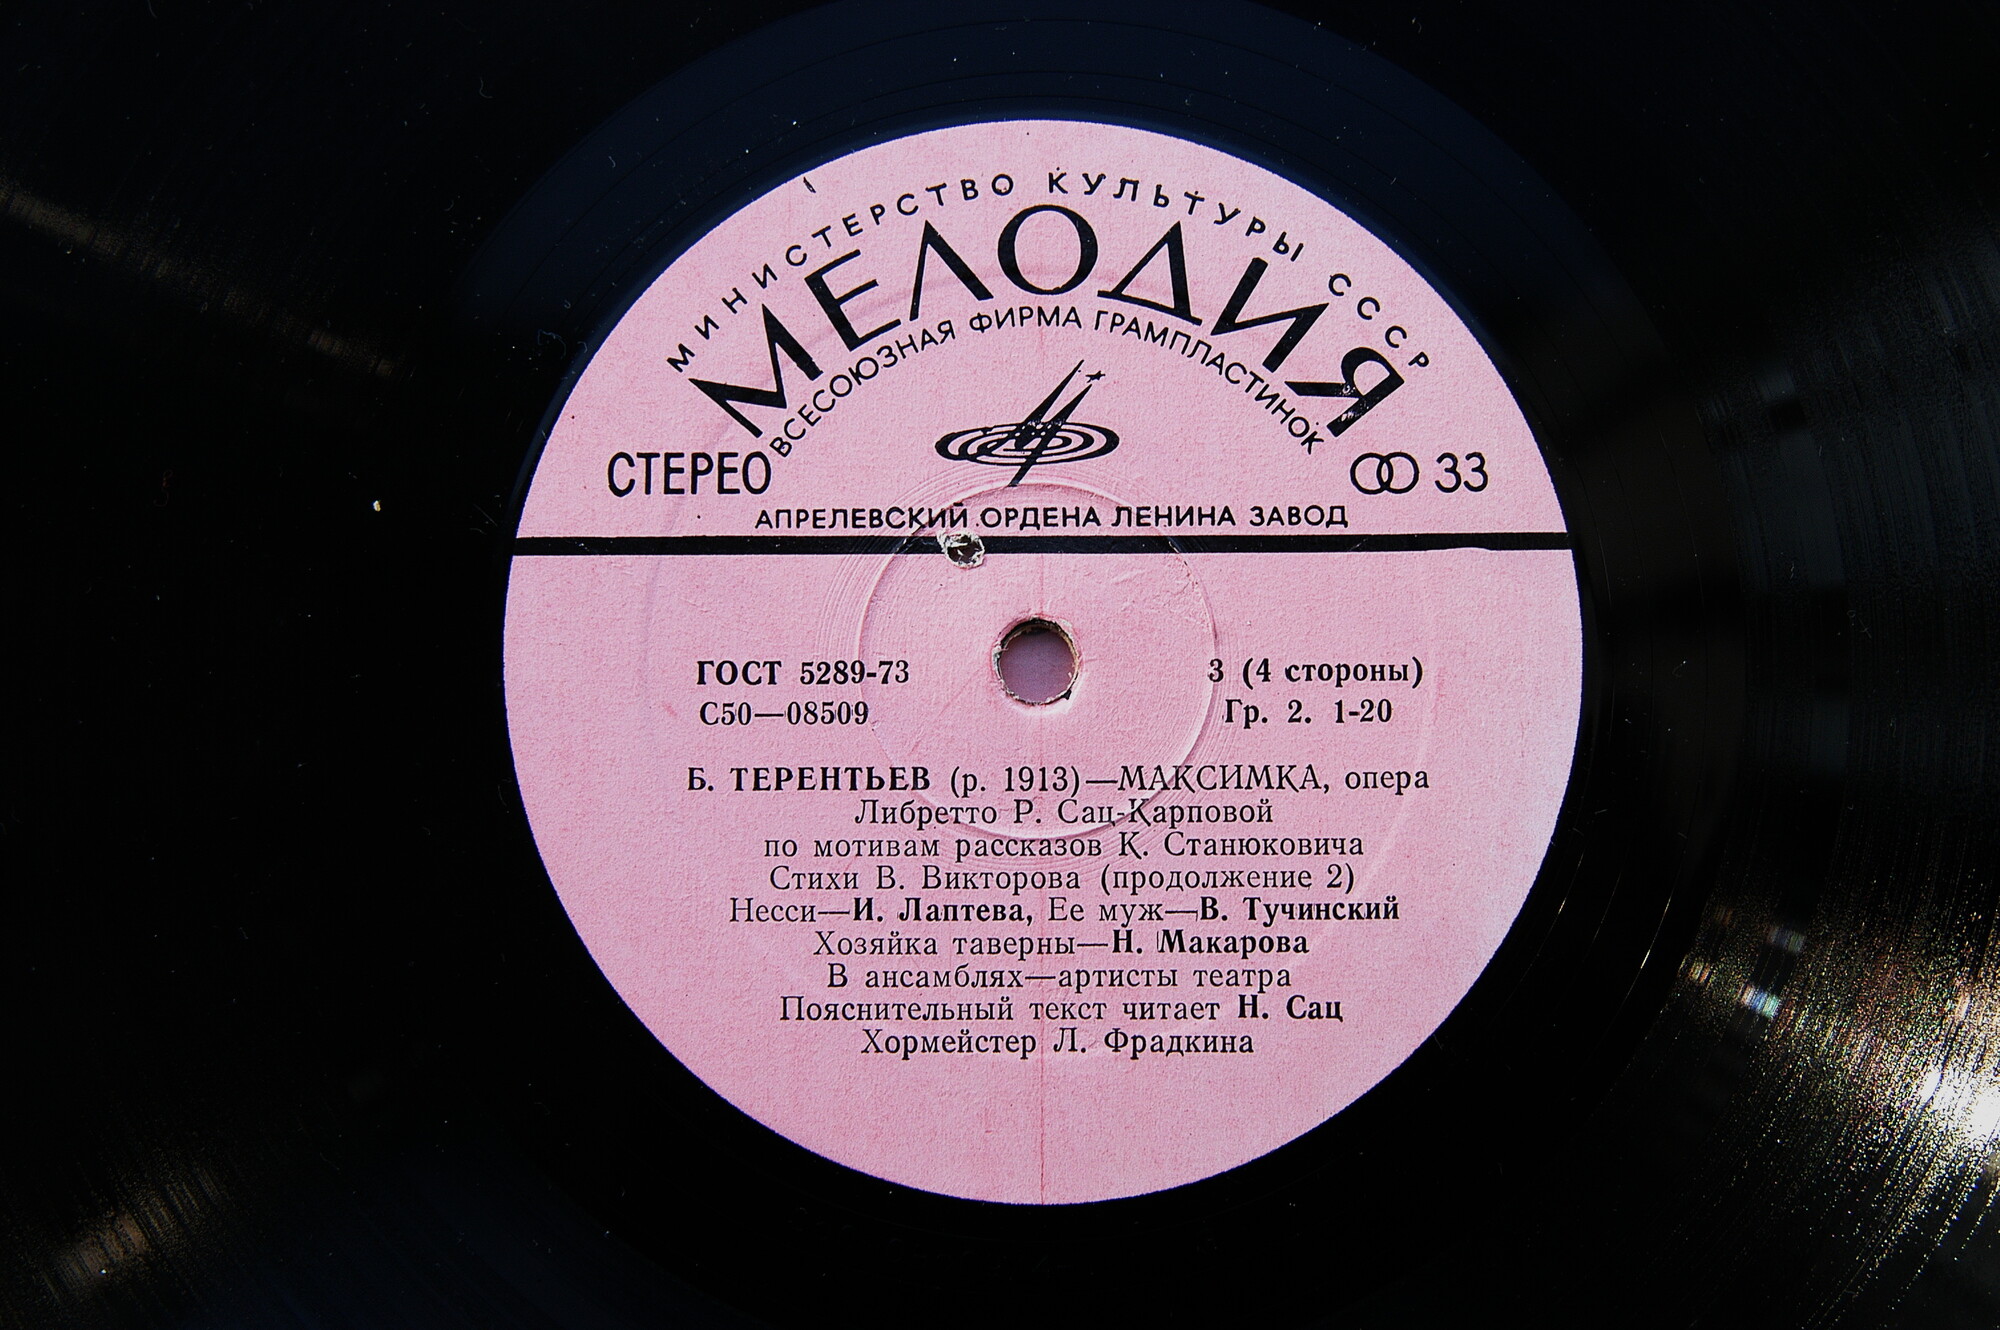 МИНИСТЕРСТВО КУЛЬТУРЫ СССР
МЕЛОДИЯ
ВСЕСОЮЗНАЯ ФИРМА ГРАМПЛАСТИНОК
СТЕРЕО
33
АПРЕЛЕВСКИЙ ОРДЕНА ЛЕНИНА ЗАВОД
ГОСТ 5289-73
3 (4 стороны)
С50—08509
Гр. 2. 1-20
Б. ТЕРЕНТЬЕВ (р. 1913)—МАКСИМКА, опера
Либретто Р. Сац-Карповой
по мотивам рассказов К. Станюковича
Стихи В. Викторова (продолжение 2)
Несси—И. Лаптева, Ее муж—В. Тучинский
Хозяйка таверны—Н. Макарова
В ансамблях—артисты театра
Пояснительный текст читает Н. Сац
Хормейстер Л. Фрадкина